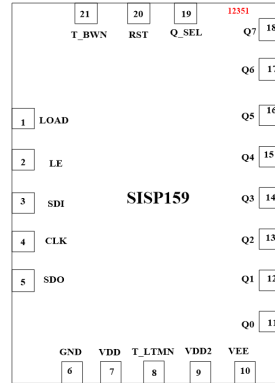 21 20 19 12351
T_BWN RST Q_SEL
Q7 18
Q6 17
Q5 16
1 LOAD
Q4 15
2 LE
SISP159
3 SDI
Q3 14
4 CLK
Q2 13
5 SDO
Q1 12
Q0 11
GND VDD T_LTMN VDD2 VEE
6 7 8 9 10